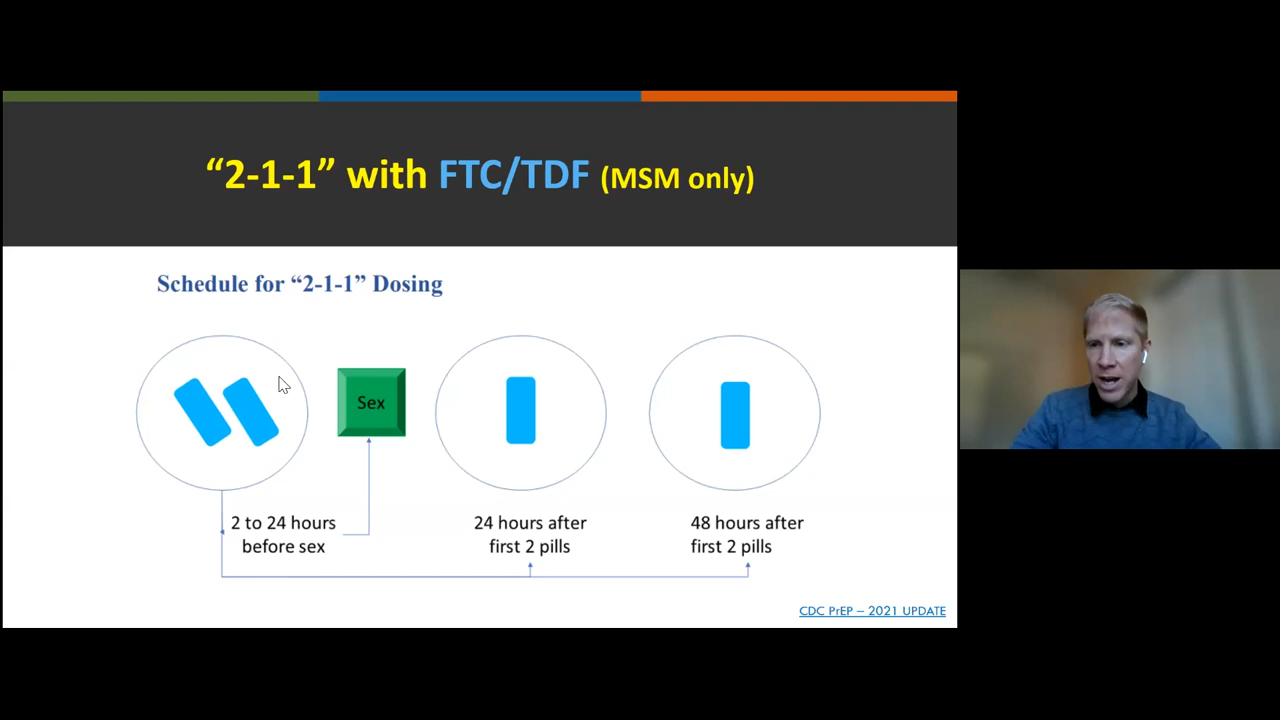 “2-1-1” with FTC/TDF (MSM only)
Schedule for “2-1-1” Dosing
Sex
2 to 24 hours
before sex
24 hours after
first 2 pills
48 hours after
first 2 pills
CDC PrEP – 2021 UPDATE